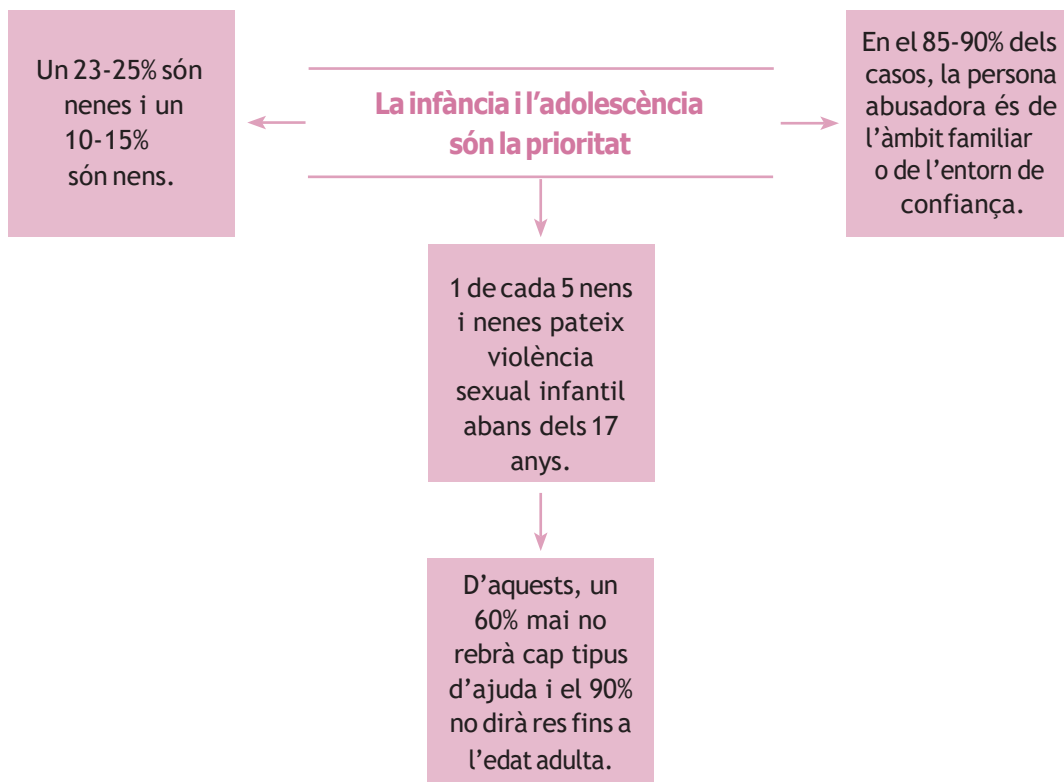 Un 23-25% són
nenes i un
10-15%
són nens.
La infància i l’adolescència
són la prioritat
En el 85-90% dels
casos, la persona
abusadora és de
l’àmbit familiar
o de l’entorn de
confiança.
1 de cada 5 nens
i nenes pateix
violència
sexual infantil
abans dels 17
anys.
D’aquests, un
60% mai no
rebrà cap tipus
d’ajuda i el 90%
no dirà res fins a
l’edat adulta.